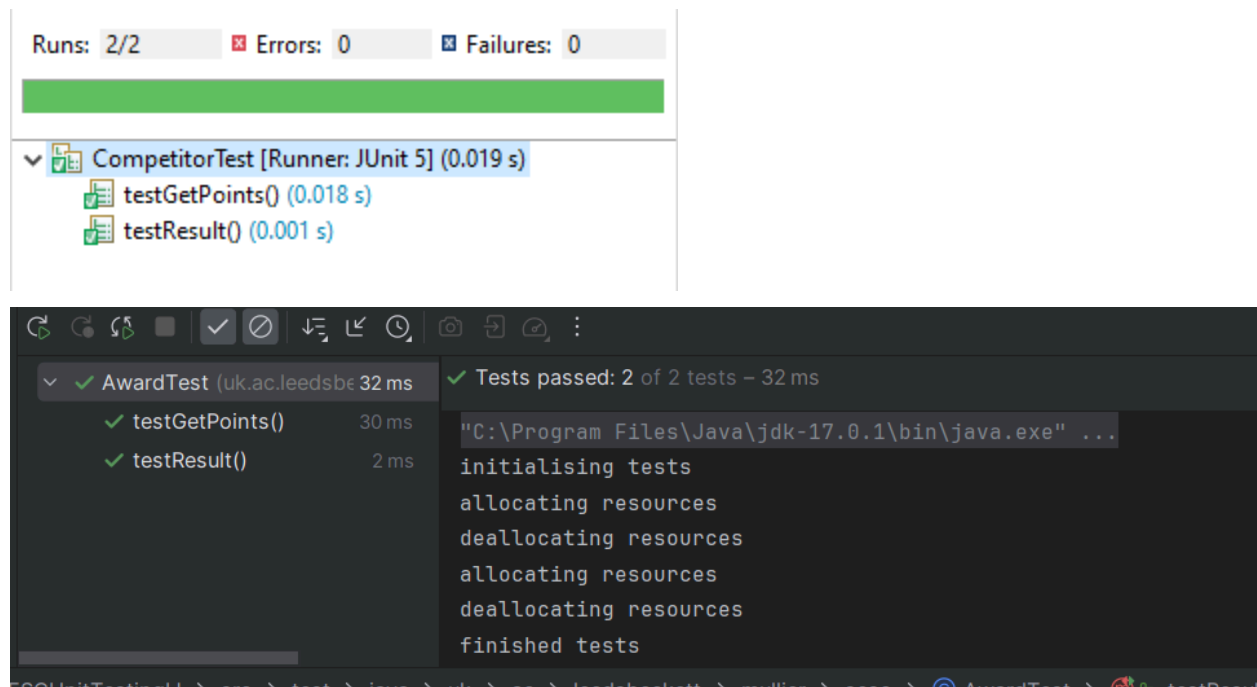 Runs: 2/2 Errors: 0 Failures: 0
CompetitorTest [Runner: JUnit 5] (0.019 s)
testGetPoints() (0.018 s)
testResult() (0.001 s)
AwardTest (uk.ac.leedsbe 32 ms
testGetPoints() 30 ms
testResult() 2 ms
Tests passed: 2 of 2 tests – 32 ms
"C:\Program Files\Java\jdk-17.0.1\bin\java.exe" ...
initialising tests
allocating resources
deallocating resources
allocating resources
deallocating resources
finished tests